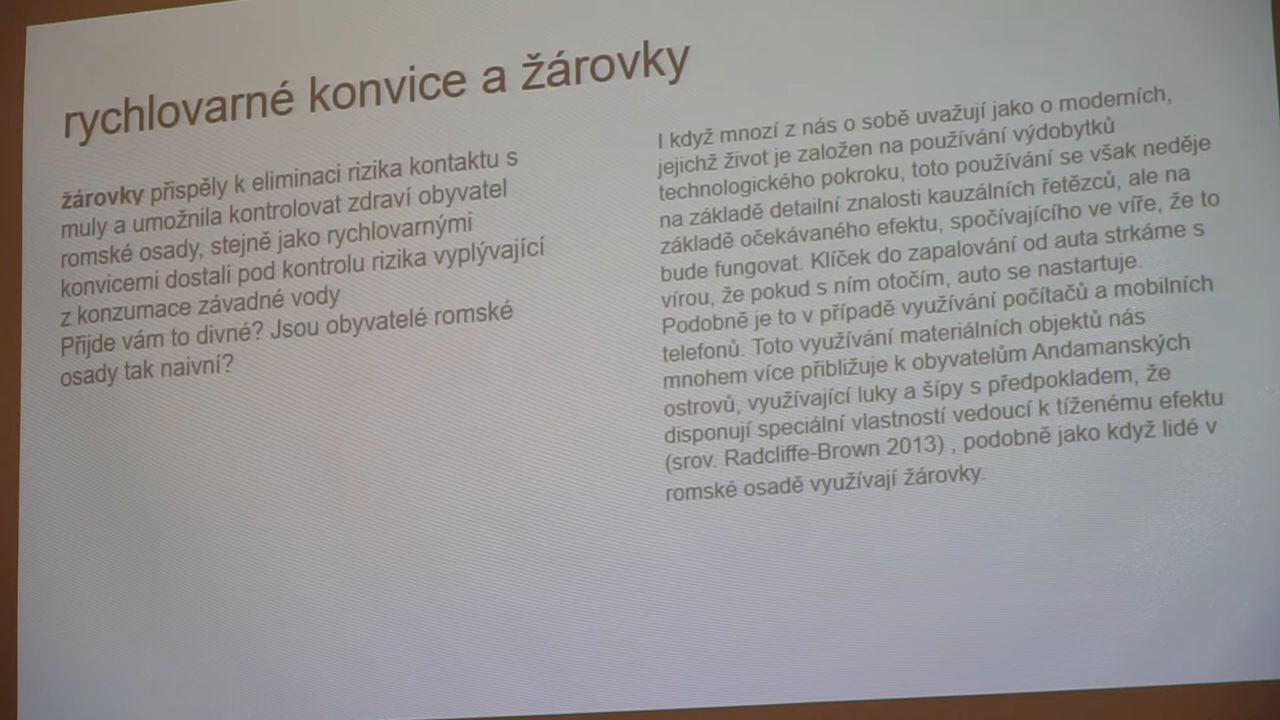 rychlovarné konvice a žárovky
žárovky přispěly k eliminaci rizika kontaktu s
muly a umožnila kontrolovat zdraví obyvatel
romské osady, stejně jako rychlovarnými
konvicemi dostali pod kontrolu rizika vyplývající
z konzumace závadné vody
Přijde vám to divné? Jsou obyvatelé romské
osady tak naivní?
I když mnozí z nás o sobě uvažují jako o moderních,
jejichž život je založen na používání výdobytků
technologického pokroku, toto používání se však neděje
na základě detailní znalosti kauzálních řetězců, ale na
základě očekávaného efektu, spočívajícího ve víře, že to
bude fungovat. Klíček do zapalování od auta strkáme s
vírou, že pokud s ním otočím, auto se nastartuje.
Podobně je to v případě využívání počítačů a mobilních
telefonů. Toto využívání materiálních objektů nás
mnohem více přibližuje k obyvatelům Andamanských
ostrovů, využívající luky a šípy s předpokladem, že
disponují speciální vlastností vedoucí k tíženému efektu
(srov. Radcliffe-Brown 2013) , podobně jako když lidé v
romské osadě využívají žárovky.